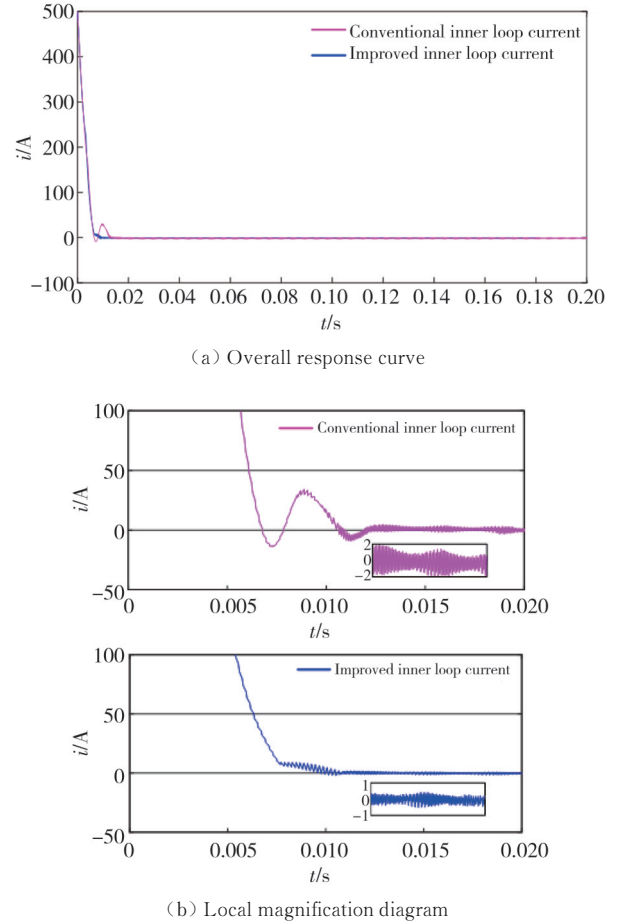 500
400
300
200
100
0
−100
i/A
Conventional inner loop current
Improved inner loop current
0 0.02 0.04 0.06 0.08 0.10 0.12 0.14 0.16 0.18 0.20
t/s
(a) Overall response curve
100
50
0
−50
i/A
Conventional inner loop current
2
0
−2
0 0.005 0.010 0.015 0.020
t/s
100
50
0
−50
i/A
Improved inner loop current
1
0
−1
0 0.005 0.010 0.015 0.020
t/s
(b) Local magnification diagram